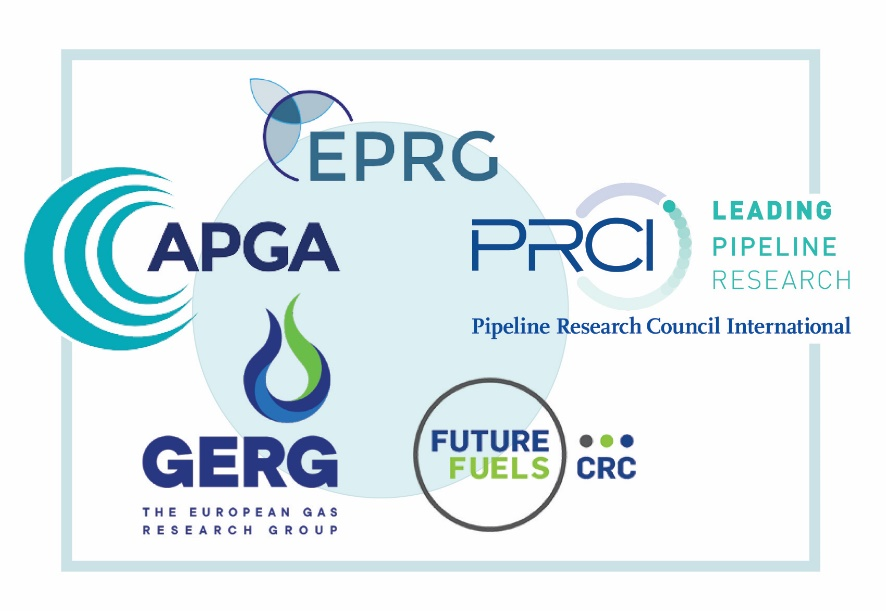 EPRG
APGA
PRCI
LEADING
PIPELINE
RESEARCH
Pipeline Research Council International
GERG
THE EUROPEAN GAS
RESEARCH GROUP
FUTURE
FUELS
CRC